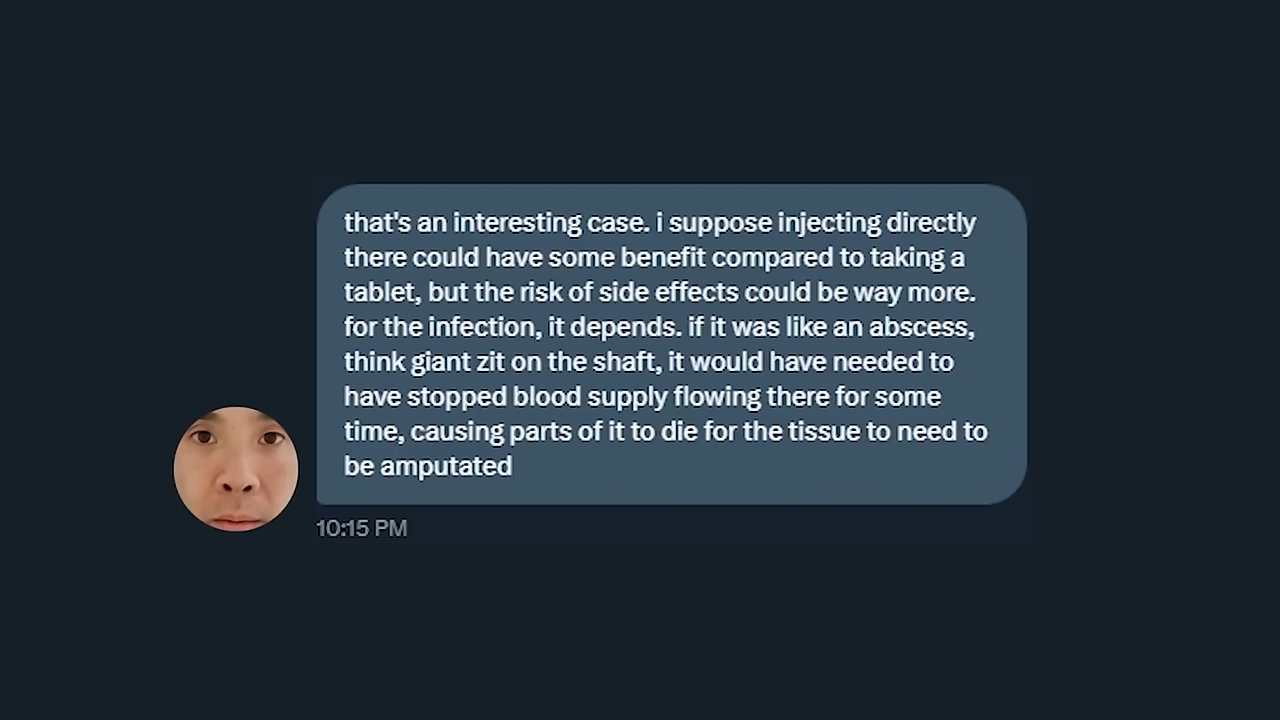 that's an interesting case. i suppose injecting directly
there could have some benefit compared to taking a
tablet, but the risk of side effects could be way more.
for the infection, it depends. if it was like an abscess,
think giant zit on the shaft, it would have needed to
have stopped blood supply flowing there for some
time, causing parts of it to die for the tissue to need to
be amputated
10:15 PM